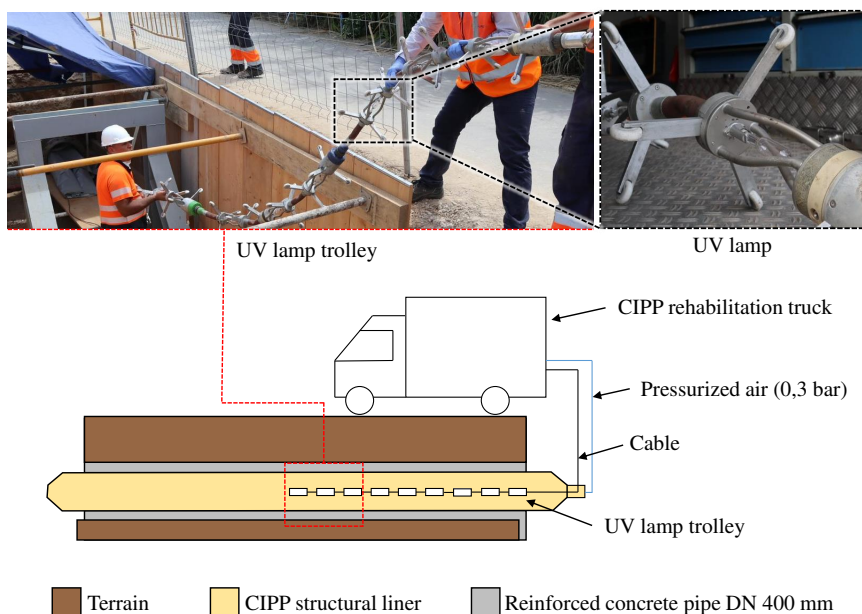 UV lamp trolley
UV lamp
CIPP rehabilitation truck
Pressurized air (0,3 bar)
Cable
UV lamp trolley
Terrain
CIPP structural liner
Reinforced concrete pipe DN 400 mm